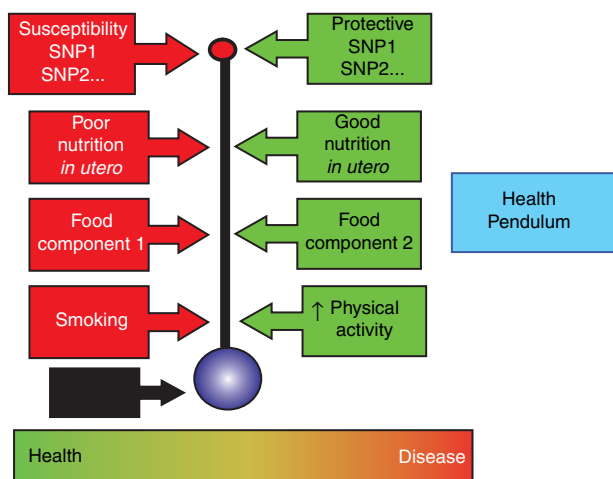 Susceptibility
SNP1
SNP2...
Protective
SNP1
SNP2...
Poor
nutrition
in utero
Good
nutrition
in utero
Health
Pendulum
Food
component 1
Food
component 2
Smoking
↑ Physical
activity
Health
Disease